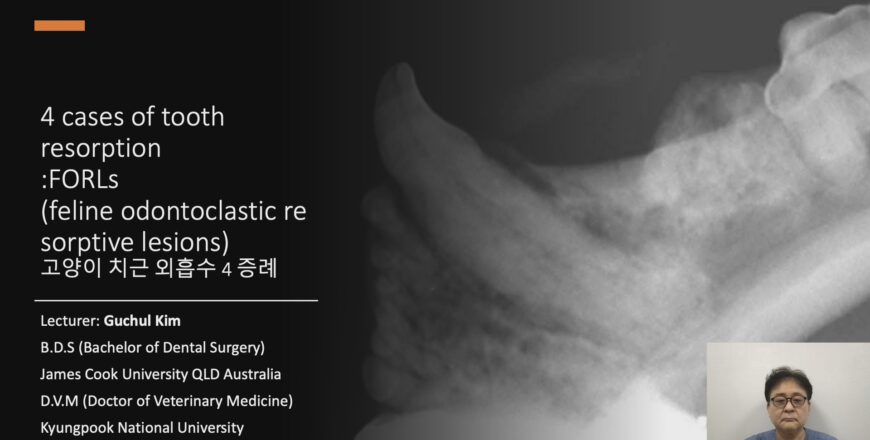 4 cases of tooth
resorption
:FORLs
(feline odontoclastic re
sorptive lesions)
고양이 치근 외흡수 4 증례
Lecturer: Guchul Kim
B.D.S (Bachelor of Dental Surgery)
James Cook University QLD Australia
D.V.M (Doctor of Veterinary Medicine)
Kyungpook National University